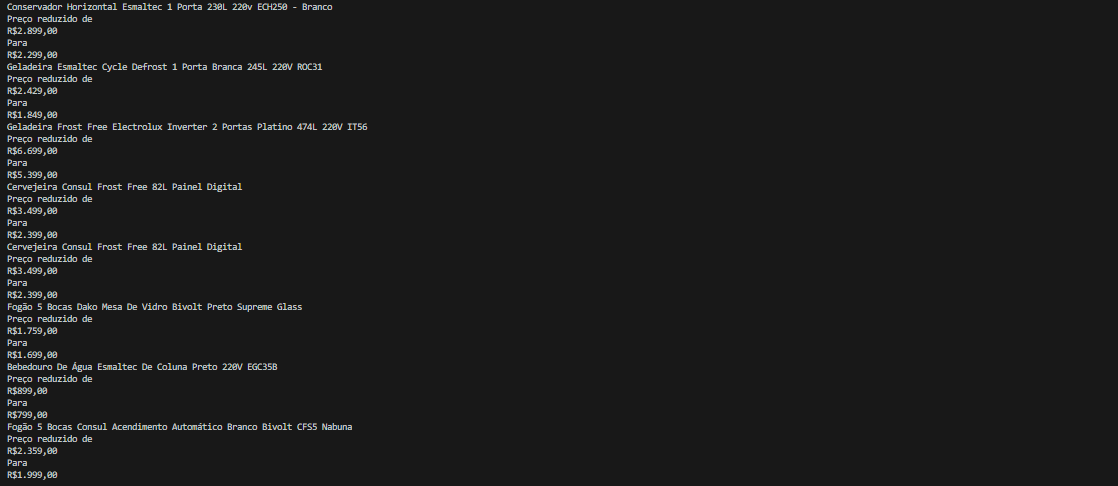 Conservador Horizontal Esmaltec 1 Porta 230L 220v ECH250 - Branco
Preço reduzido de
R$2.899,00
Para
R$2.299,00
Geladeira Esmaltec Cycle Defrost 1 Porta Branca 245L 220V ROC31
Preço reduzido de
R$2.429,00
Para
R$1.849,00
Geladeira Frost Free Electrolux Inverter 2 Portas Platino 474L 220V IT56
Preço reduzido de
R$6.699,00
Para
R$5.399,00
Cervejeira Consul Frost Free 82L Painel Digital
Preço reduzido de
R$3.499,00
Para
R$2.399,00
Cervejeira Consul Frost Free 82L Painel Digital
Preço reduzido de
R$3.499,00
Para
R$2.399,00
Fogão 5 Bocas Dako Mesa De Vidro Bivolt Preto Supreme Glass
Preço reduzido de
R$1.759,00
Para
R$1.699,00
Bebedouro De Água Esmaltec De Coluna Preto 220V EGC35B
Preço reduzido de
R$899,00
Para
R$799,00
Fogão 5 Bocas Consul Acendimento Automático Branco Bivolt CFS5 Nabuna
Preço reduzido de
R$2.359,00
Para
R$1.999,00